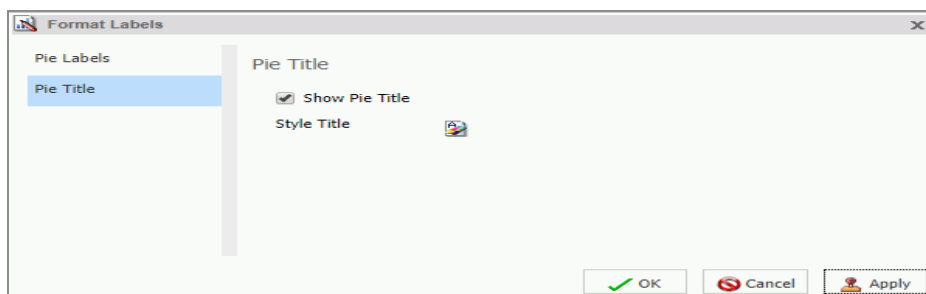 Format Labels
Pie Labels
Pie Title
Pie Title
Show Pie Title
Style Title
OK
Cancel
Apply